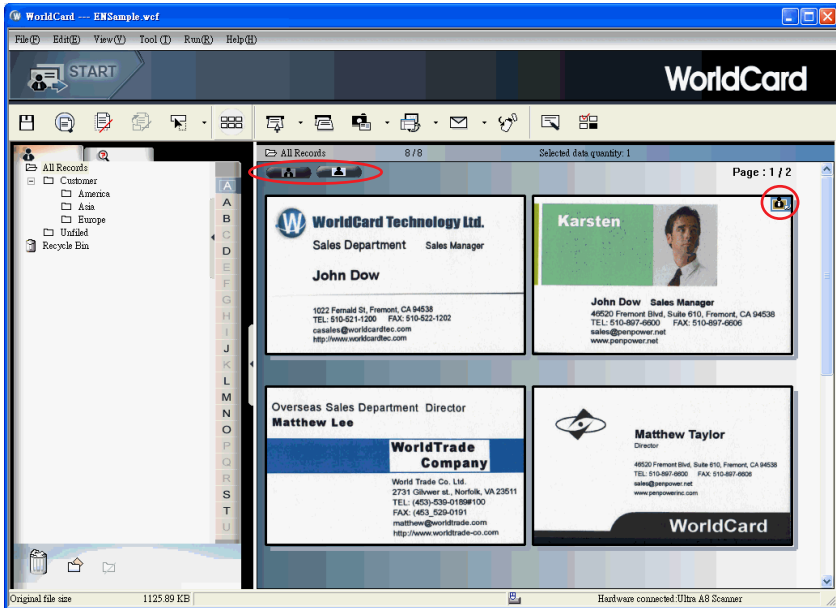 WorldCard --- ENSample.wcf
File(F) Edit(E) View(V) Tool (T) Run(R) Help(H)
START
WorldCard
All Records 8 / 8 Selected data quantity: 1
Page : 1 / 2
All Records
Customer
America
Asia
Europe
Unfiled
Recycle Bin
A
A
B
C
D
E
F
G
H
I
J
K
L
M
N
O
P
Q
R
S
T
U
W
WorldCard Technology Ltd.
Sales Department Sales Manager
John Dow
1022 Fernald St, Fremont, CA 94538
TEL: 510-521-1200 FAX: 510-522-1202
casales@worldcardtec.com
http://www.worldcardtec.com
Karsten
John Dow Sales Manager
46520 Fremont Blvd, Suite 610, Fremont, CA 94538
TEL: 510-897-6600 FAX: 510-897-6606
sales@penpower.net
www.penpower.net
Overseas Sales Department Director
Matthew Lee
WorldTrade
Company
World Trade Co. Ltd.
2731 Gilvwer st., Norfolk, VA 23511
TEL: (453)-539-0189#100
FAX: (453_529-0191
matthew@worldtrade.com
http://www.worldtrade-co.com
Matthew Taylor
Director
46520 Fremont Blvd, Suite 610, Fremont, CA 94538
TEL: 510-897-6600 FAX: 510-897-6606
sales@penpower.net
www.penpowerinc.com
WorldCard
Original file size 1125.89 KB Hardware connected:Ultra A8 Scanner